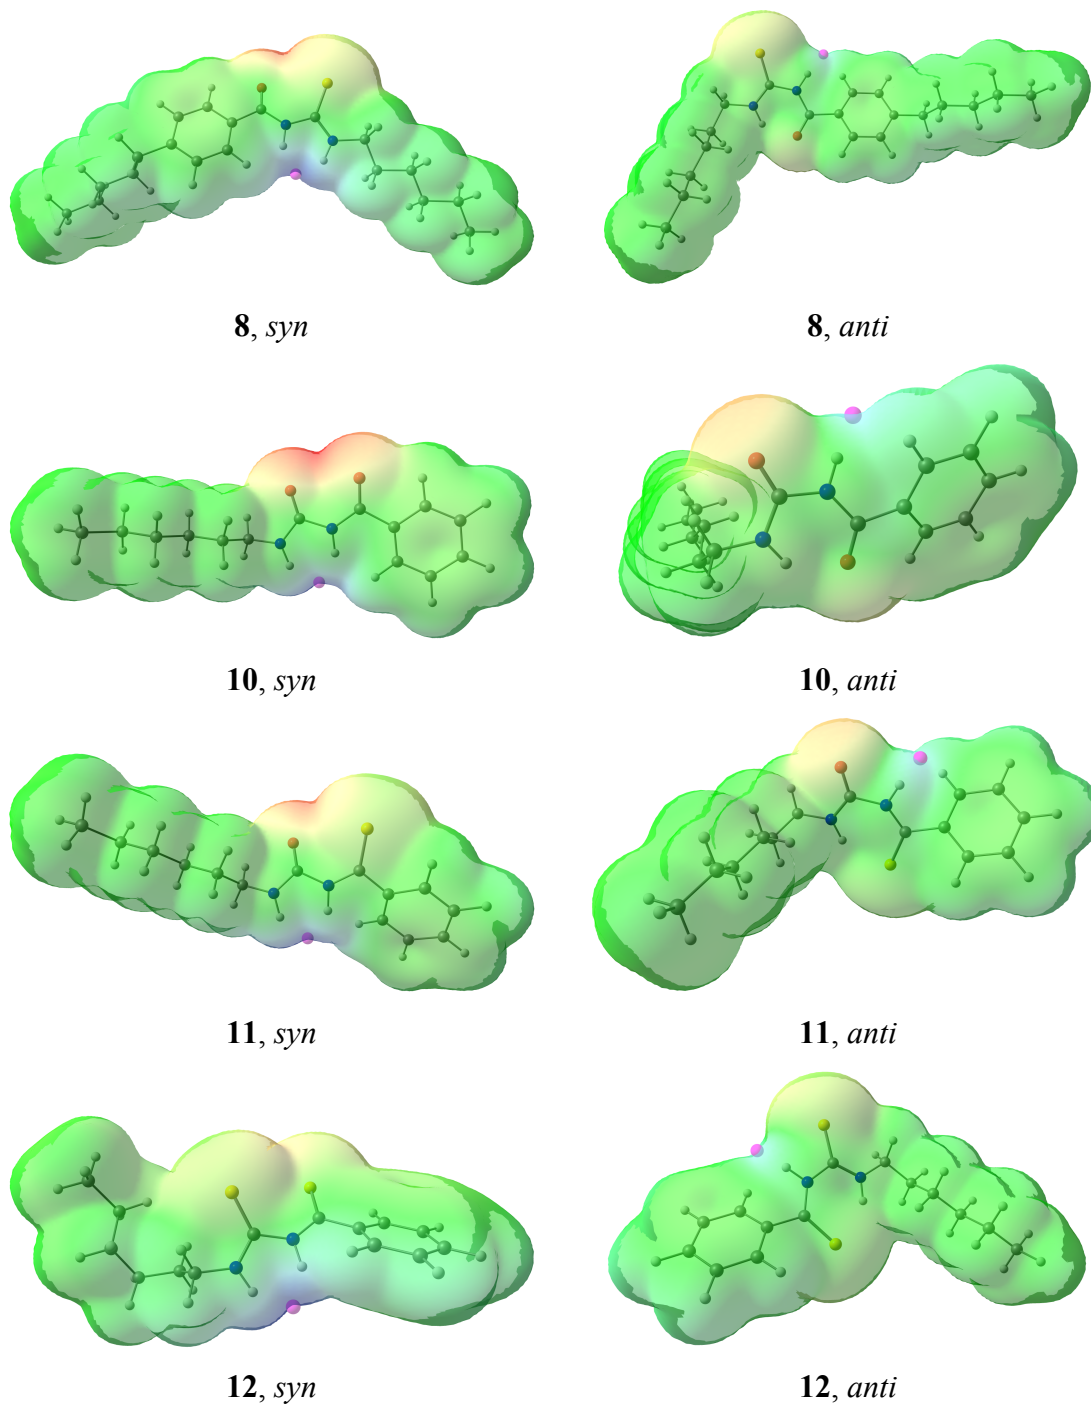 8, syn
8, anti
10, syn
10, anti
11, syn
11, anti
12, syn
12, anti